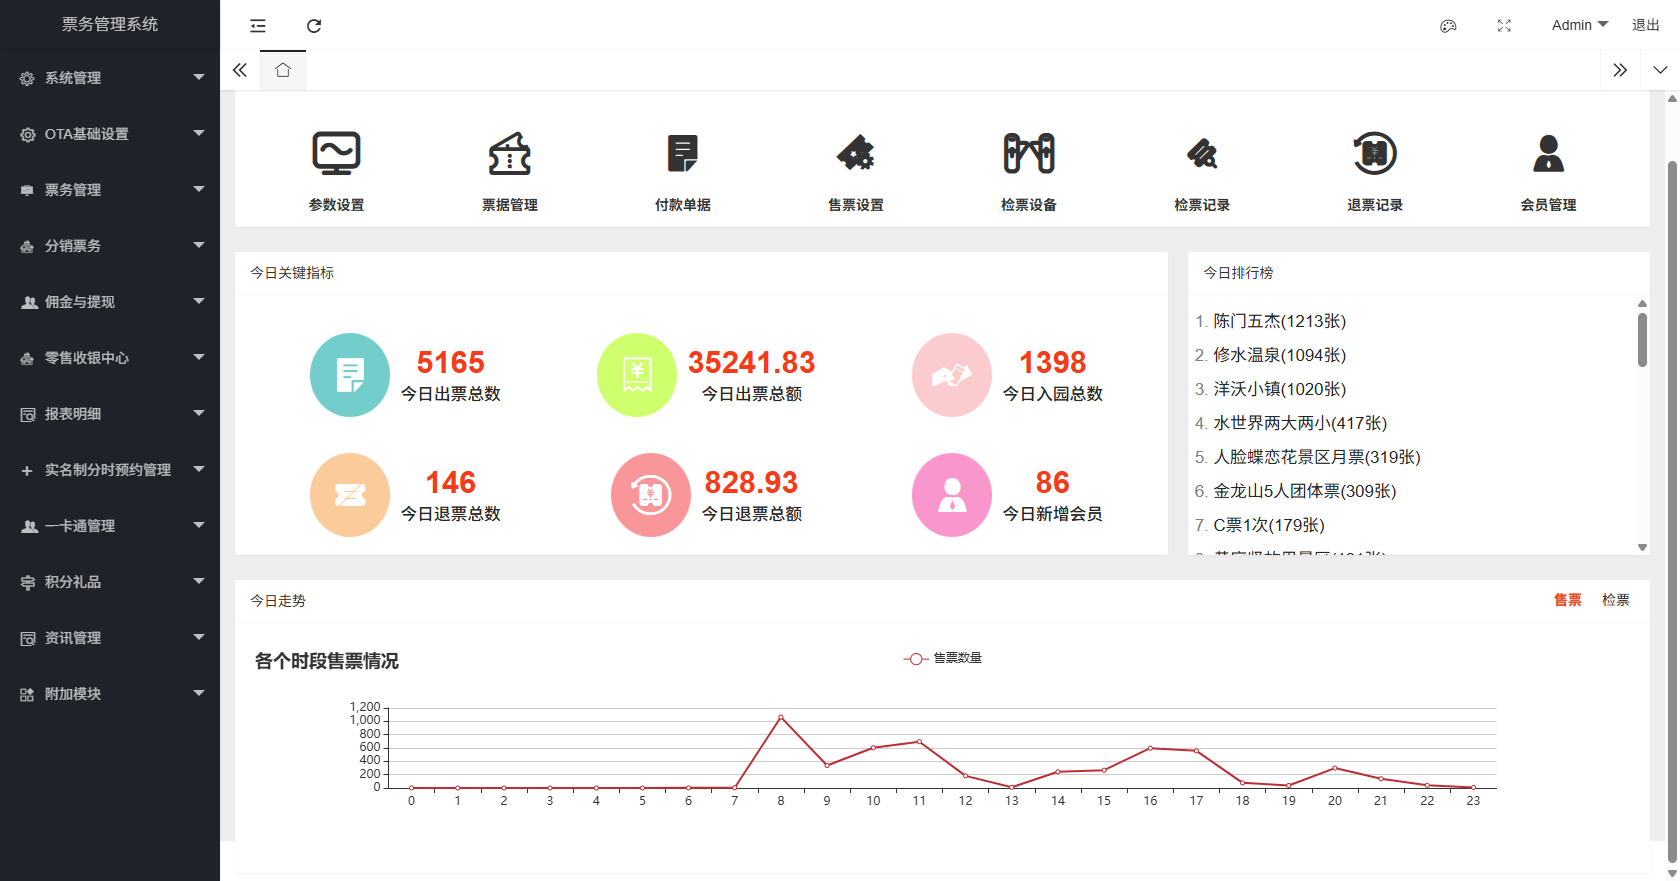 票务管理系统
Admin
退出
系统管理
OTA基础设置
票务管理
分销票务
佣金与提现
零售收银中心
报表明细
实名制分时预约管理
一卡通管理
积分礼品
资讯管理
附加模块
参数设置
票据管理
付款单据
售票设置
检票设备
检票记录
退票记录
会员管理
今日关键指标
5165
今日出票总数
35241.83
今日出票总额
1398
今日入园总数
146
今日退票总数
828.93
今日退票总额
86
今日新增会员
今日排行榜
1. 陈门五杰(1213张)
2. 修水温泉(1094张)
3. 洋沃小镇(1020张)
4. 水世界两大两小(417张)
5. 人脸蝶恋花景区月票(319张)
6. 金龙山5人团体票(309张)
7. C票1次(179张)
今日走势
售票 检票
各个时段售票情况
售票数量
1,200
1,000
800
600
400
200
0
0 1 2 3 4 5 6 7 8 9 10 11 12 13 14 15 16 17 18 19 20 21 22 23